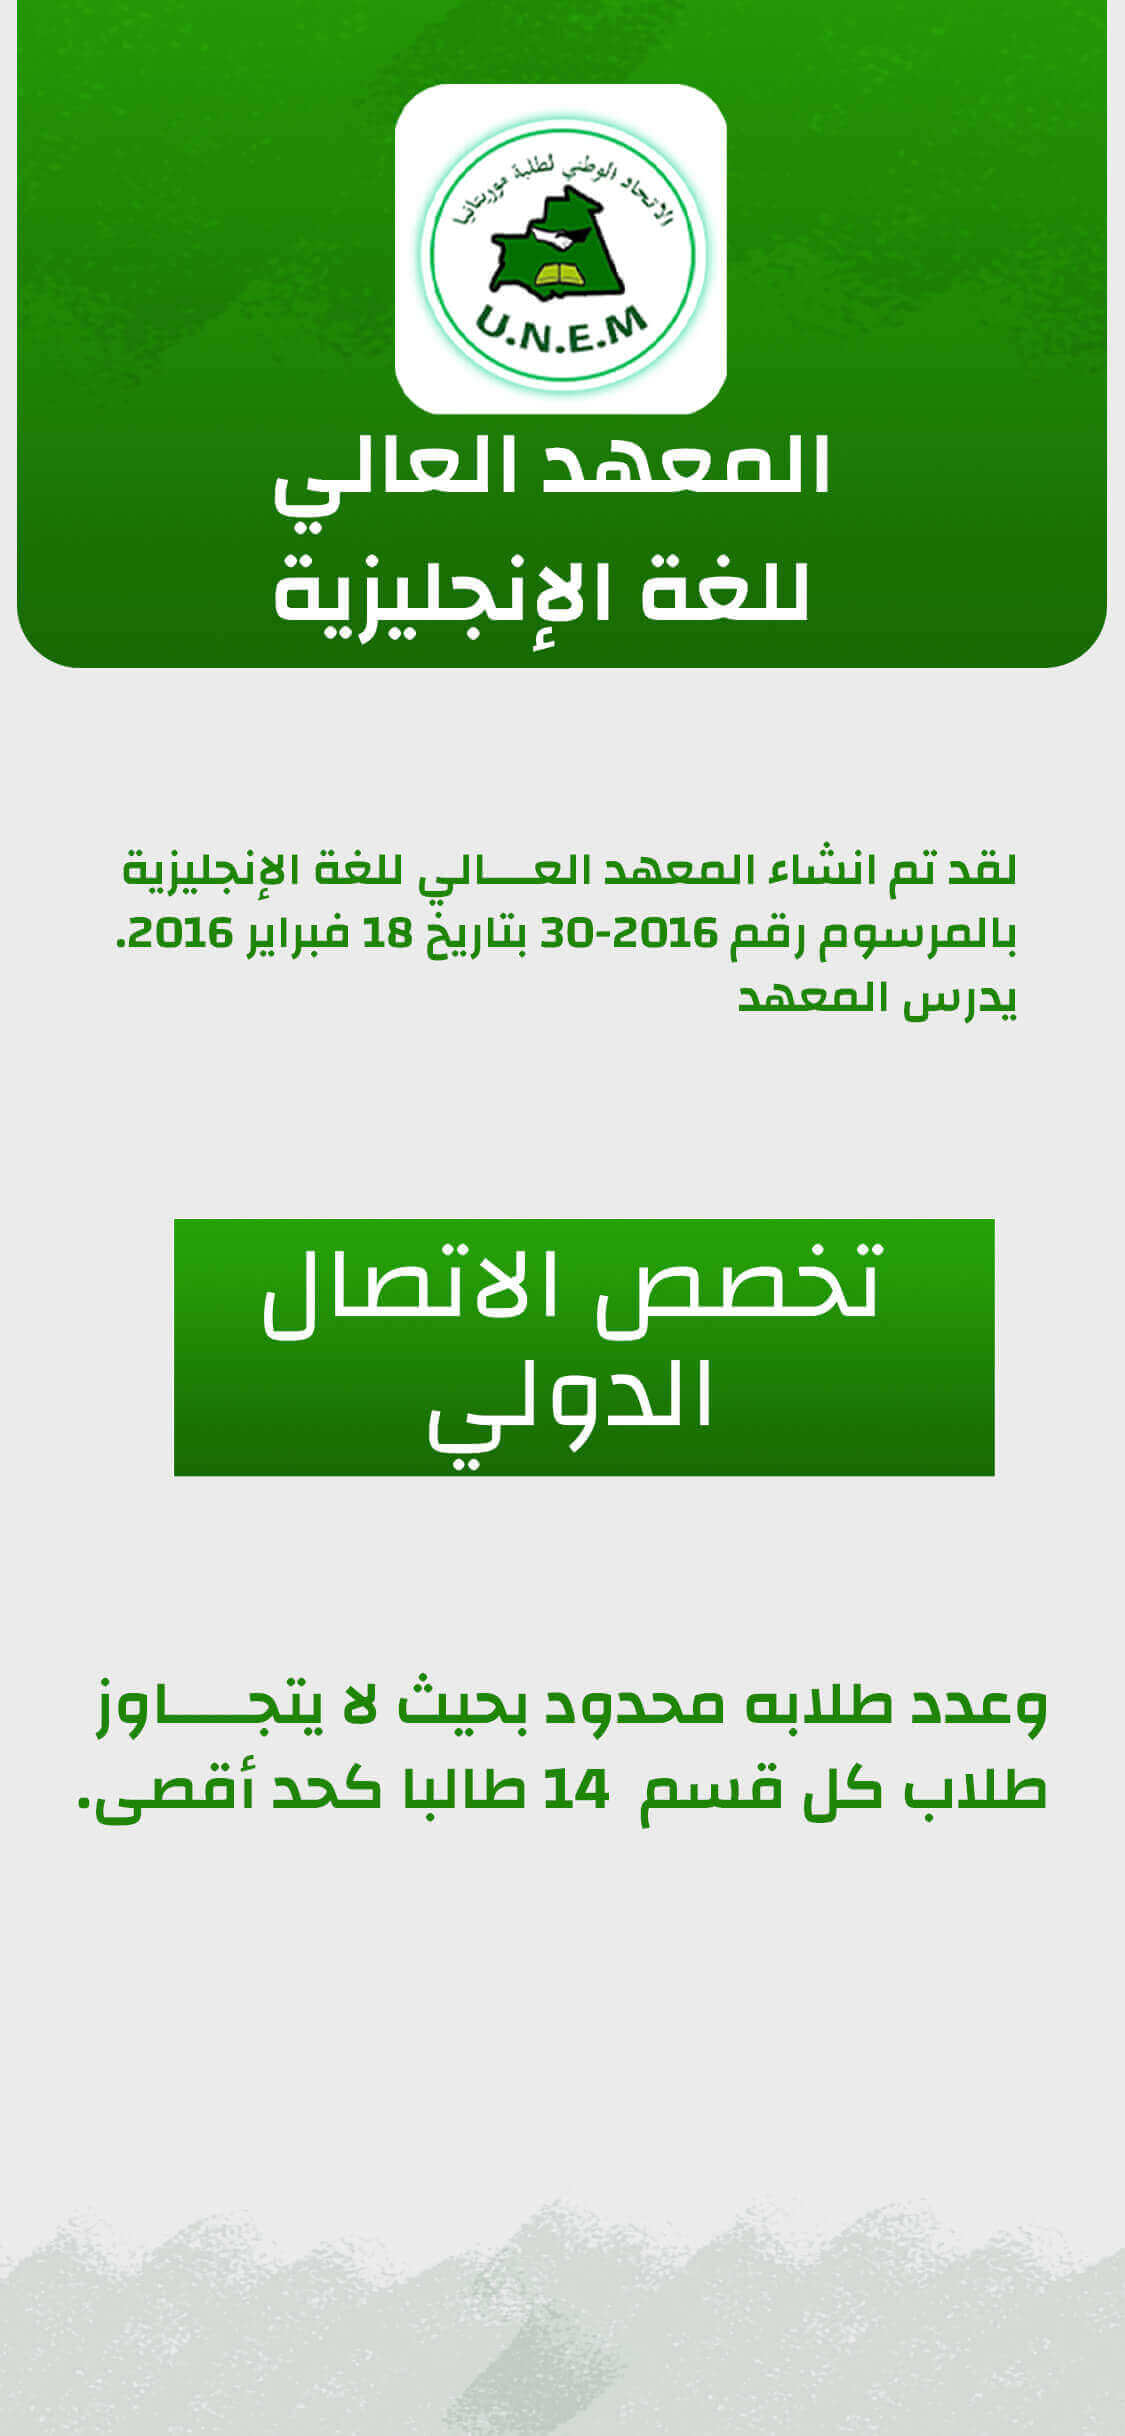 الاتحاد الوطني لطلبة موريتانيا
U.N.E.M
المعهد العالي
للغة الإنجليزية
لقد تم انشاء المعهد العـــالي للغة الإنجليزية
بالمرسوم رقم 2016-30 بتاريخ 18 فبراير 2016.
يدرس المعهد
تخصص الاتصال
الدولي
وعدد طلابه محدود بحيث لا يتجـــاوز
طلاب كل قسم 14 طالبا كحد أقصى.